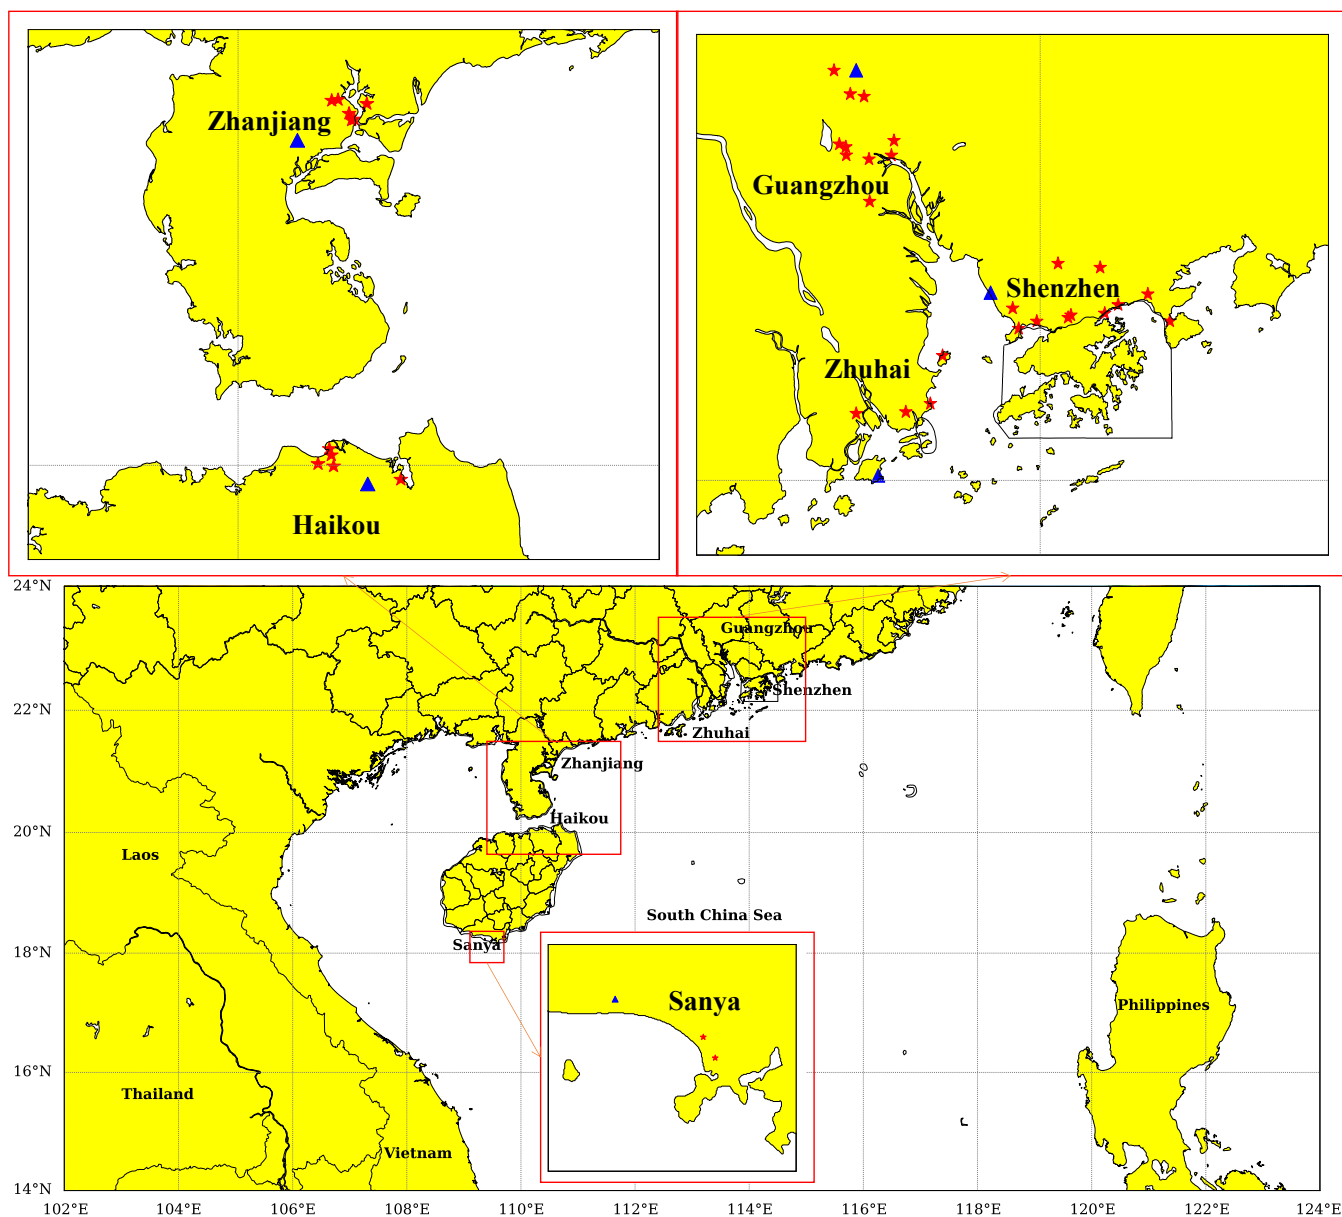 Zhanjiang
Haikou
Guangzhou
Shenzhen
Zhuhai
24°N
22°N
20°N
18°N
16°N
14°N
Guangzhou
Shenzhen
Zhuhai
Zhanjiang
Haikou
Laos
South China Sea
Sanya
Sanya
Philippines
Thailand
Vietnam
102°E 104°E 106°E 108°E 110°E 112°E 114°E 116°E 118°E 120°E 122°E 124°E